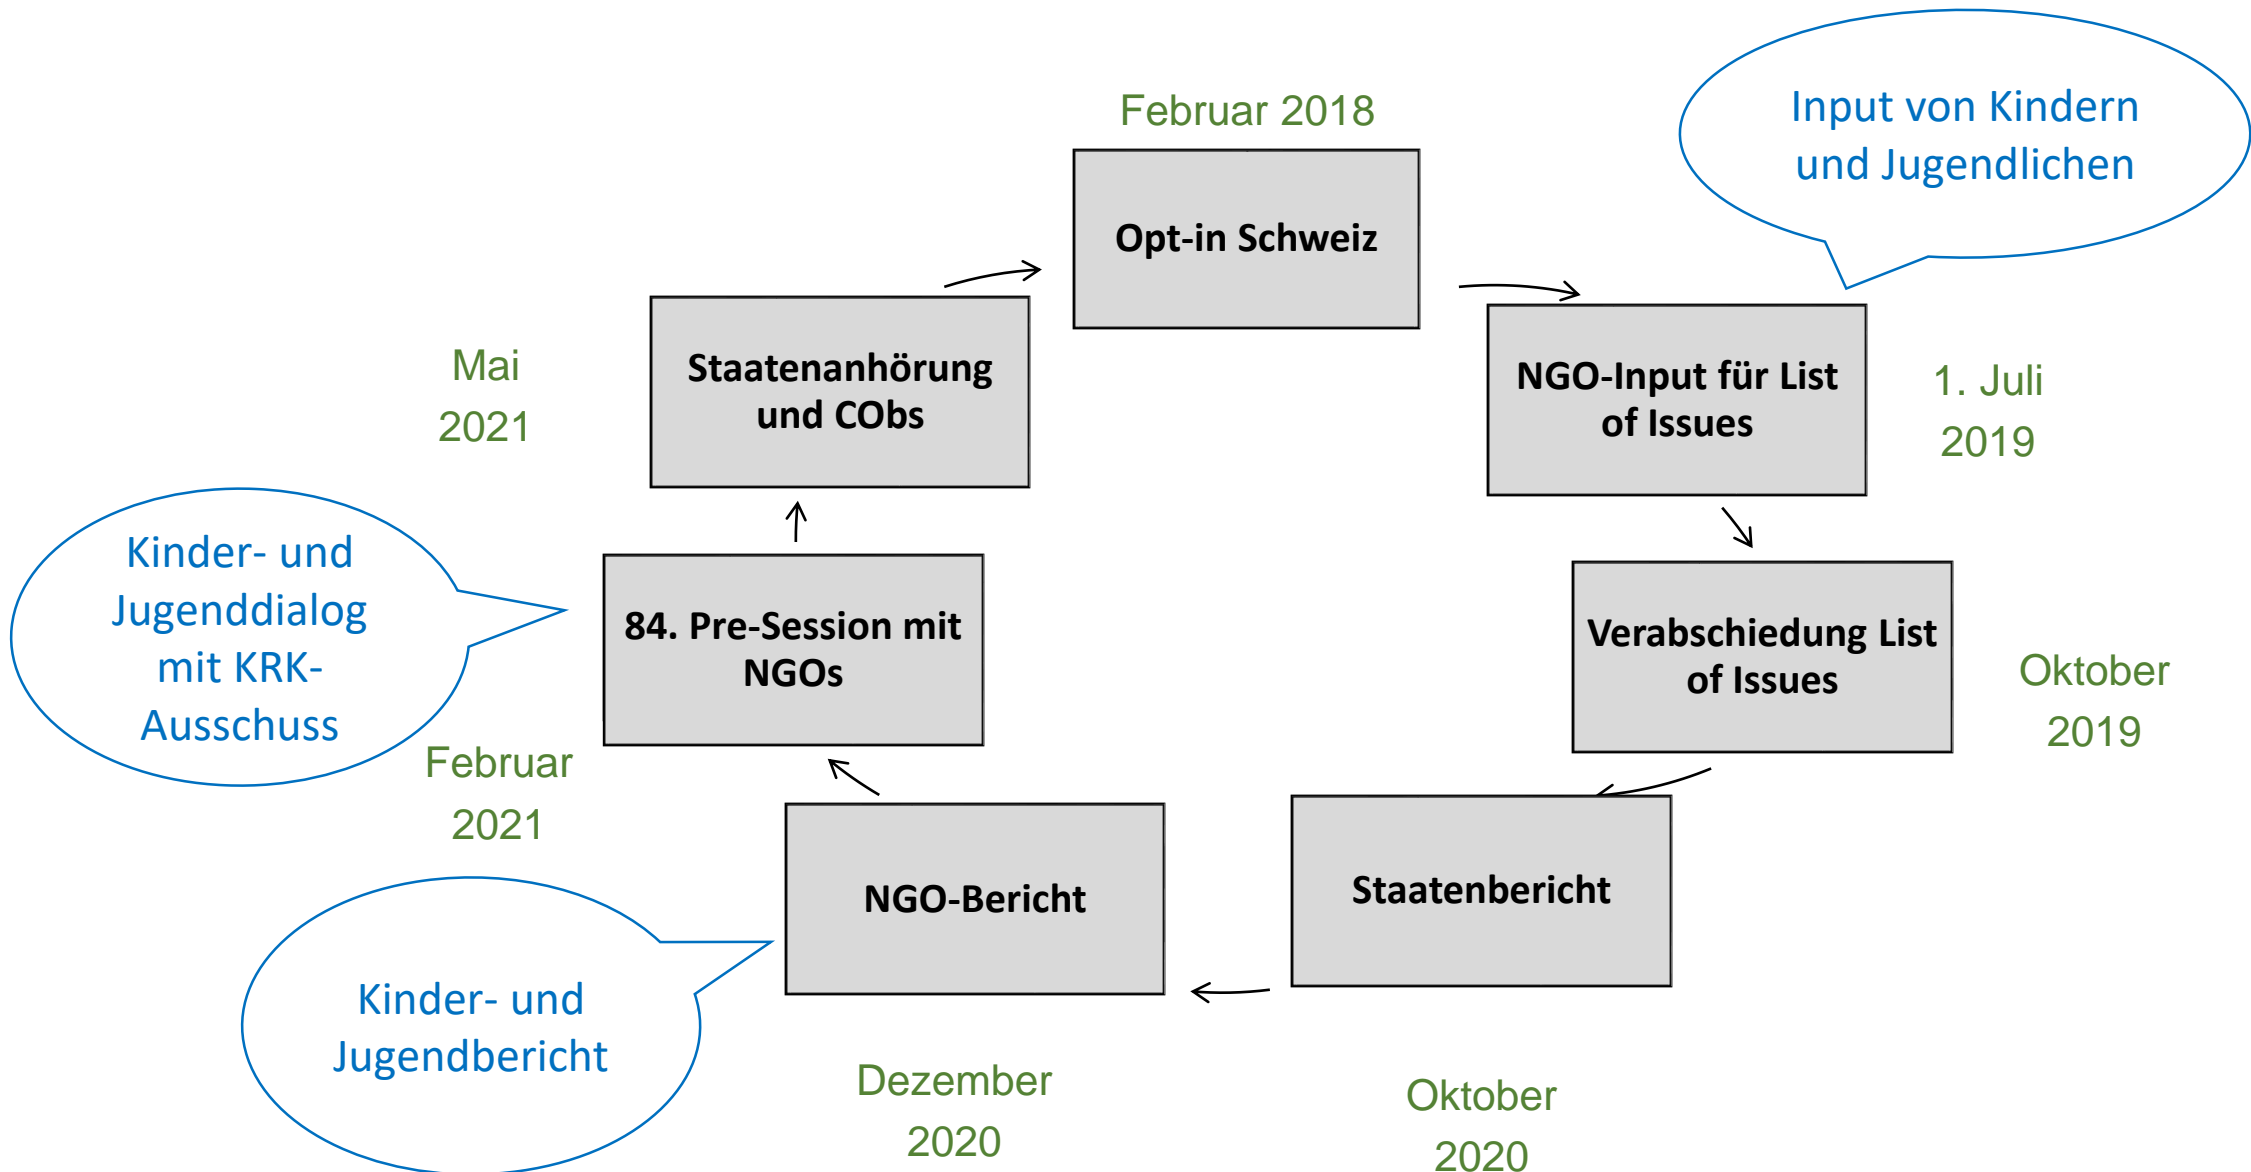 Februar 2018
Opt-in Schweiz
Input von Kindern
und Jugendlichen
NGO-Input für List
of Issues
1. Juli
2019
Verabschiedung List
of Issues
Oktober
2019
Staatenbericht
Oktober
2020
NGO-Bericht
Dezember
2020
Kinder- und
Jugendbericht
84. Pre-Session mit
NGOs
Februar
2021
Kinder- und
Jugenddialog
mit KRK-
Ausschuss
Staatenanhörung
und CObs
Mai
2021